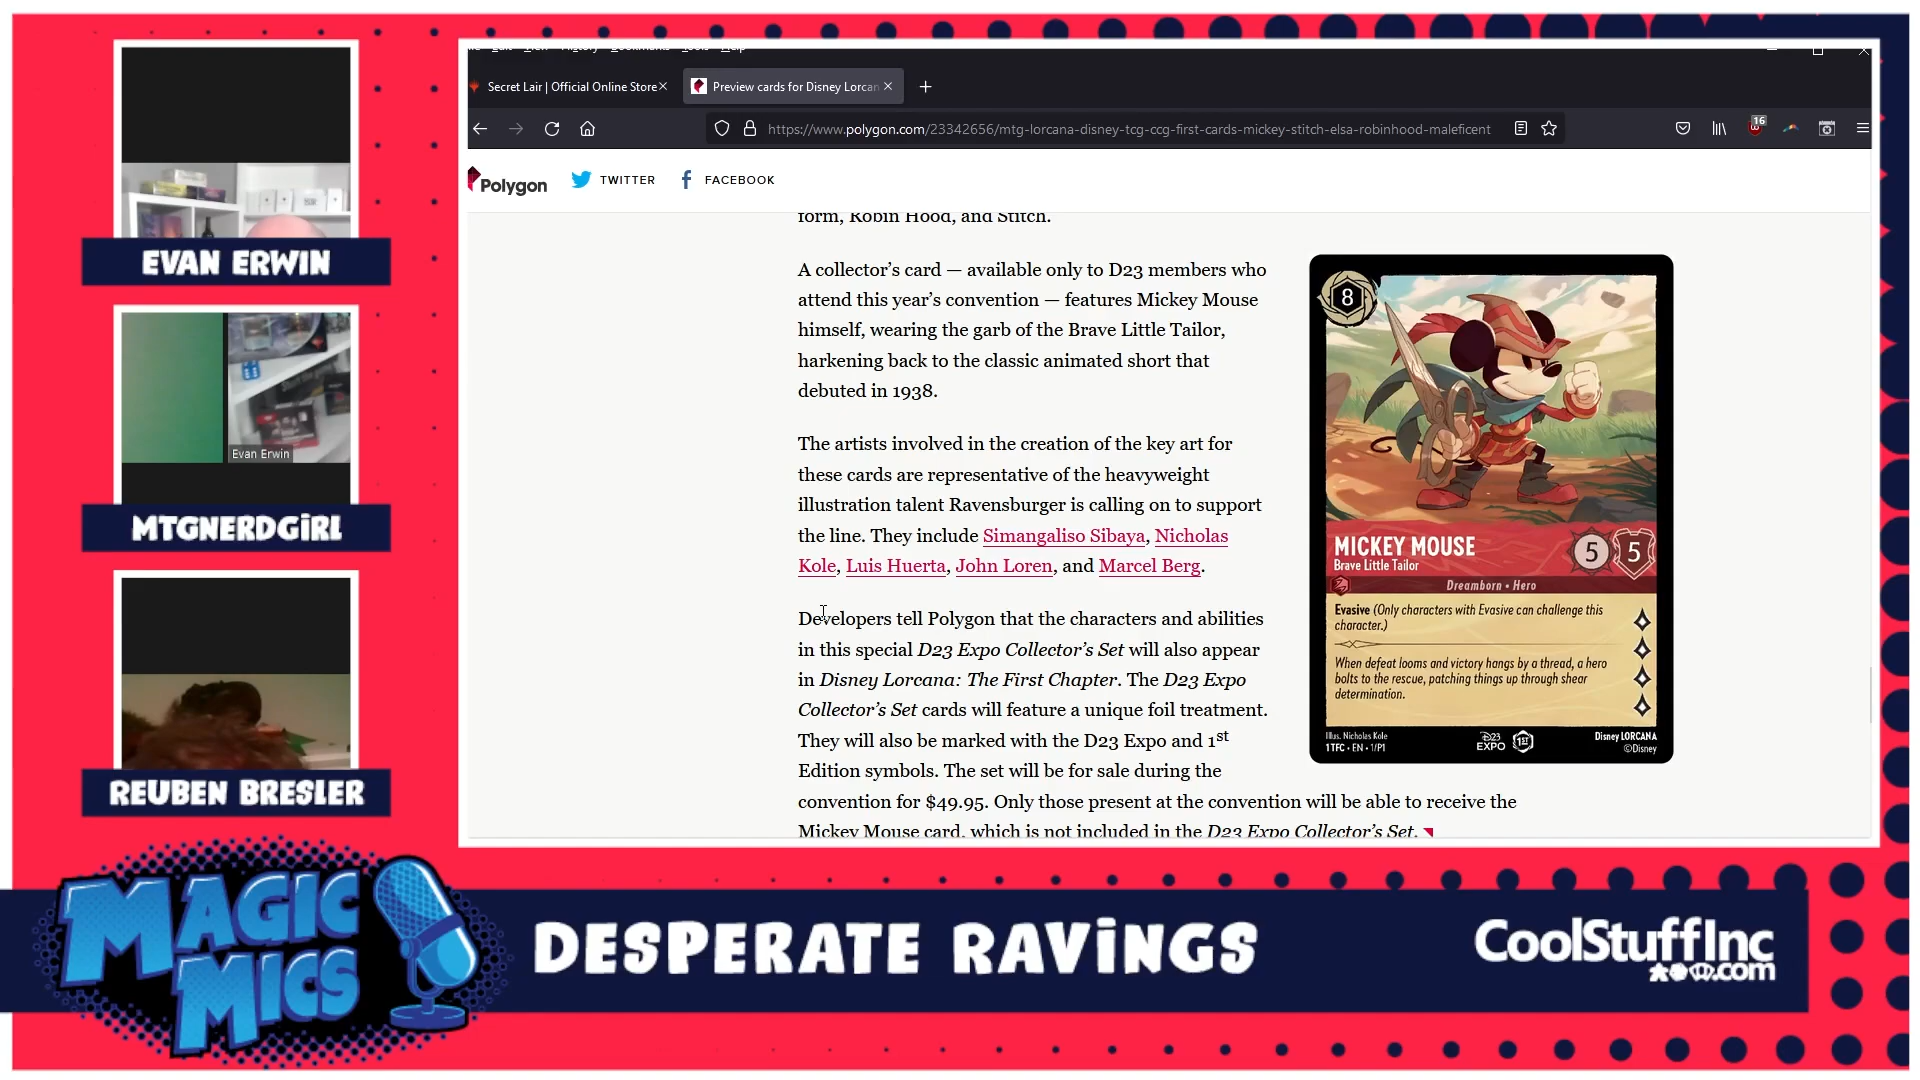 Edit View History Bookmarks Tools Help
Secret Lair | Official Online Store
Preview cards for Disney Lorcan
https://www.polygon.com/23342656/mtg-lorcana-disney-tcg-ccg-first-cards-mickey-stitch-elsa-robinhood-maleficent
16
Polygon
TWITTER
FACEBOOK
form, Robin Hood, and Stitch.
A collector’s card — available only to D23 members who
attend this year’s convention — features Mickey Mouse
himself, wearing the garb of the Brave Little Tailor,
harkening back to the classic animated short that
debuted in 1938.
The artists involved in the creation of the key art for
these cards are representative of the heavyweight
illustration talent Ravensburger is calling on to support
the line. They include Simangaliso Sibaya, Nicholas
Kole, Luis Huerta, John Loren, and Marcel Berg.
Developers tell Polygon that the characters and abilities
in this special D23 Expo Collector’s Set will also appear
in Disney Lorcana: The First Chapter. The D23 Expo
Collector’s Set cards will feature a unique foil treatment.
They will also be marked with the D23 Expo and 1st
Edition symbols. The set will be for sale during the
convention for $49.95. Only those present at the convention will be able to receive the
Mickey Mouse card, which is not included in the D23 Expo Collector’s Set.
8
MICKEY MOUSE
Brave Little Tailor
5
5
Dreamborn • Hero
Evasive (Only characters with Evasive can challenge this
character.)
When defeat looms and victory hangs by a thread, a hero
bolts to the rescue, patching things up through shear
determination.
Illus. Nicholas Kole
1TFC • EN • 1/P1
D23
EXPO
1ST
Disney LORCANA
©Disney
EVAN ERWIN
Evan Erwin
MTGNERDGIRL
REUBEN BRESLER
MAGIC
MICS
DESPERATE RAVINGS
CoolStuffInc
.com